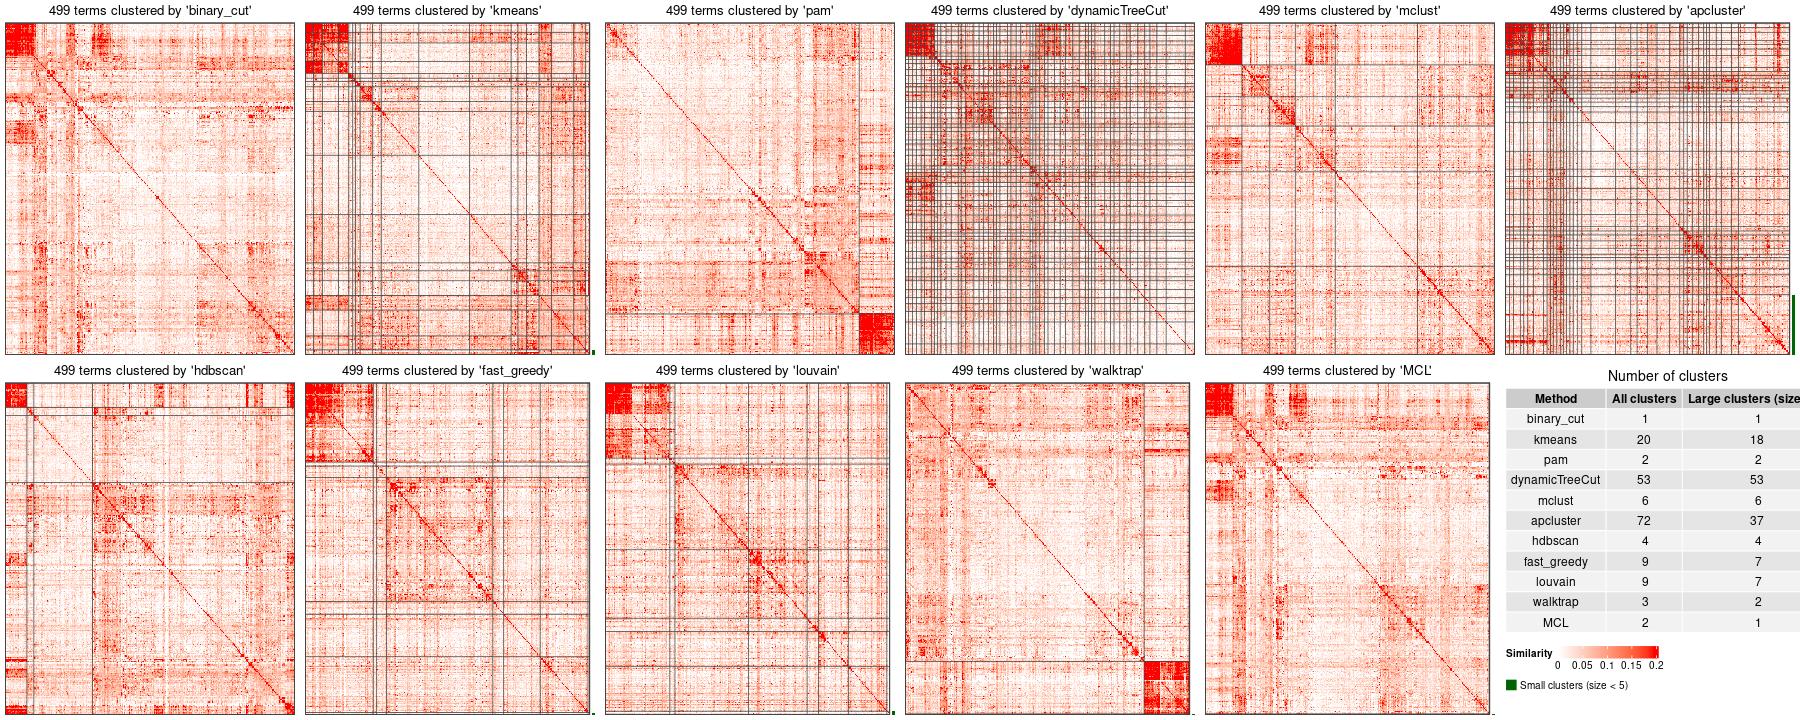 499 terms clustered by 'binary_cut'
499 terms clustered by 'kmeans'
499 terms clustered by 'pam'
499 terms clustered by 'dynamicTreeCut'
499 terms clustered by 'mclust'
499 terms clustered by 'apcluster'
499 terms clustered by 'hdbscan'
499 terms clustered by 'fast_greedy'
499 terms clustered by 'louvain'
499 terms clustered by 'walktrap'
499 terms clustered by 'MCL'
Number of clusters
Method All clusters Large clusters (size
binary_cut 1 1
kmeans 20 18
pam 2 2
dynamicTreeCut 53 53
mclust 6 6
apcluster 72 37
hdbscan 4 4
fast_greedy 9 7
louvain 9 7
walktrap 3 2
MCL 2 1
Similarity
0 0.05 0.1 0.15 0.2
Small clusters (size < 5)